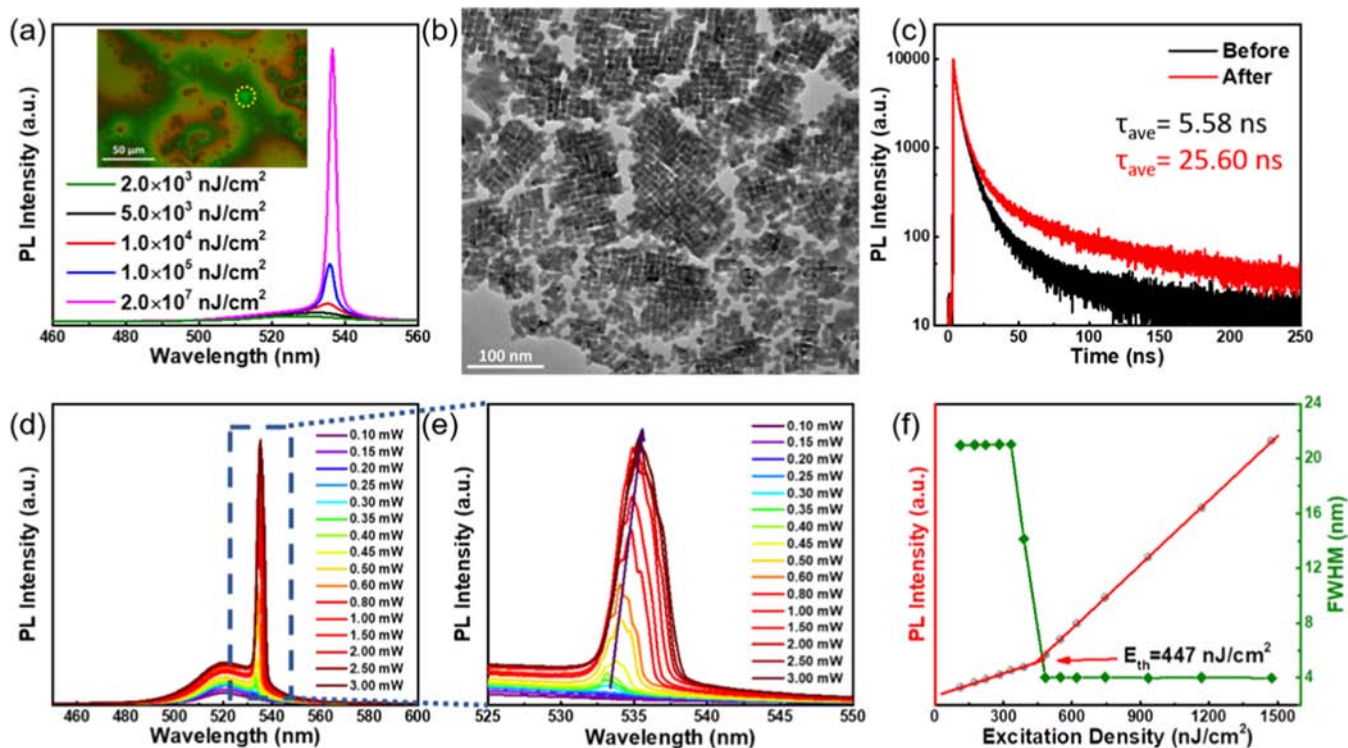 (a)
PL Intensity (a.u.)
50 μm
2.0×10³ nJ/cm²
5.0×10³ nJ/cm²
1.0×10⁴ nJ/cm²
1.0×10⁵ nJ/cm²
2.0×10⁷ nJ/cm²
460 480 500 520 540 560
Wavelength (nm)
(b)
100 nm
(c)
PL Intensity (a.u.)
10000
1000
100
10
Before
After
τave= 5.58 ns
τave= 25.60 ns
0 50 100 150 200 250
Time (ns)
(d)
PL Intensity (a.u.)
0.10 mW
0.15 mW
0.20 mW
0.25 mW
0.30 mW
0.35 mW
0.40 mW
0.45 mW
0.50 mW
0.60 mW
0.80 mW
1.00 mW
1.50 mW
2.00 mW
2.50 mW
3.00 mW
460 480 500 520 540 560 580 600
Wavelength (nm)
(e)
PL Intensity (a.u.)
0.10 mW
0.15 mW
0.20 mW
0.25 mW
0.30 mW
0.35 mW
0.40 mW
0.45 mW
0.50 mW
0.60 mW
0.80 mW
1.00 mW
1.50 mW
2.00 mW
2.50 mW
3.00 mW
525 530 535 540 545 550
Wavelength (nm)
(f)
PL Intensity (a.u.)
Eth=447 nJ/cm²
0 300 600 900 1200 1500
Excitation Density (nJ/cm²)
24
20
16
12
8
4
FWHM (nm)